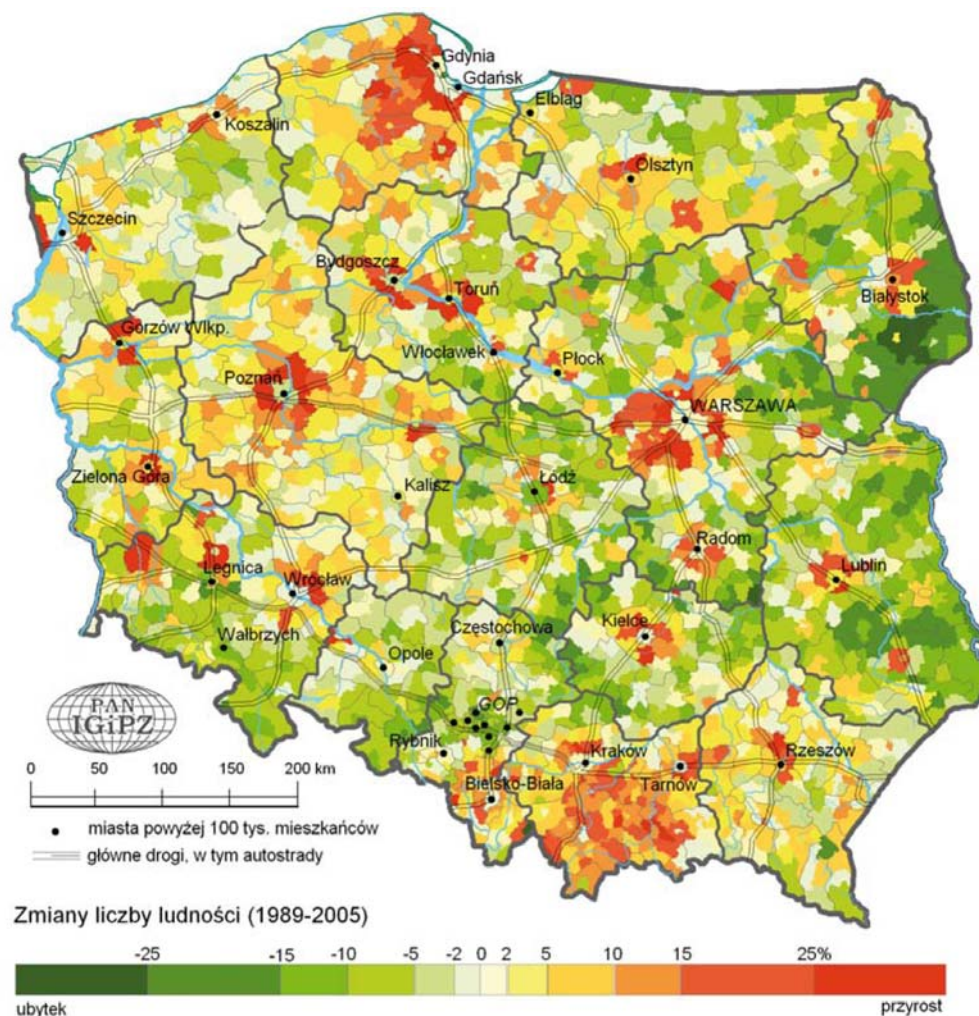 Gdynia
Gdańsk
Elbląg
Koszalin
Olsztyn
Szczecin
Bydgoszcz
Toruń
Białystok
Gorzów Wlkp.
Włocławek
Płock
Poznań
WARSZAWA
Zielona Góra
Kalisz
Łódź
Radom
Legnica
Wrocław
Lublin
Wałbrzych
Opole
Częstochowa
Kielce
GOP
Rybnik
Kraków
Rzeszów
Bielsko-Biała
Tarnów
PAN
IGiPZ
0 50 100 150 200 km
miasta powyżej 100 tys. mieszkańców
główne drogi, w tym autostrady
Zmiany liczby ludności (1989-2005)
-25 -15 -10 -5 -2 0 2 5 10 15 25%
ubytek przyrost